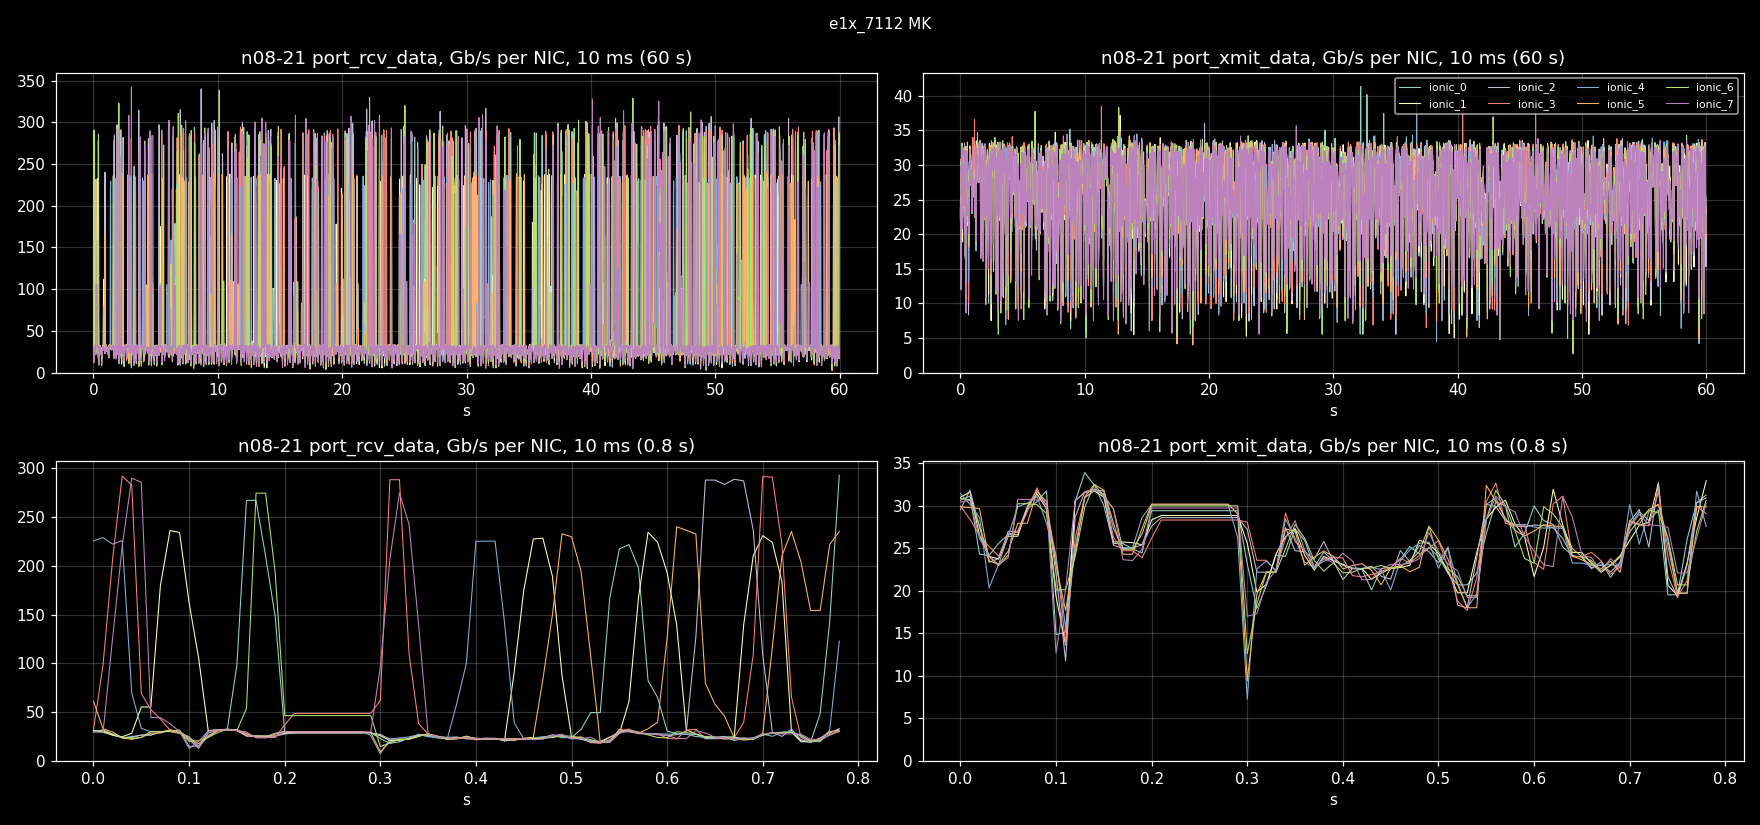 e1x_7112 MK
n08-21 port_rcv_data, Gb/s per NIC, 10 ms (60 s)
350
300
250
200
150
100
50
0
0 10 20 30 40 50 60
s
n08-21 port_xmit_data, Gb/s per NIC, 10 ms (60 s)
ionic_0 ionic_2 ionic_4 ionic_6
ionic_1 ionic_3 ionic_5 ionic_7
40
35
30
25
20
15
10
5
0
0 10 20 30 40 50 60
s
n08-21 port_rcv_data, Gb/s per NIC, 10 ms (0.8 s)
300
250
200
150
100
50
0
0.0 0.1 0.2 0.3 0.4 0.5 0.6 0.7 0.8
s
n08-21 port_xmit_data, Gb/s per NIC, 10 ms (0.8 s)
35
30
25
20
15
10
5
0
0.0 0.1 0.2 0.3 0.4 0.5 0.6 0.7 0.8
s